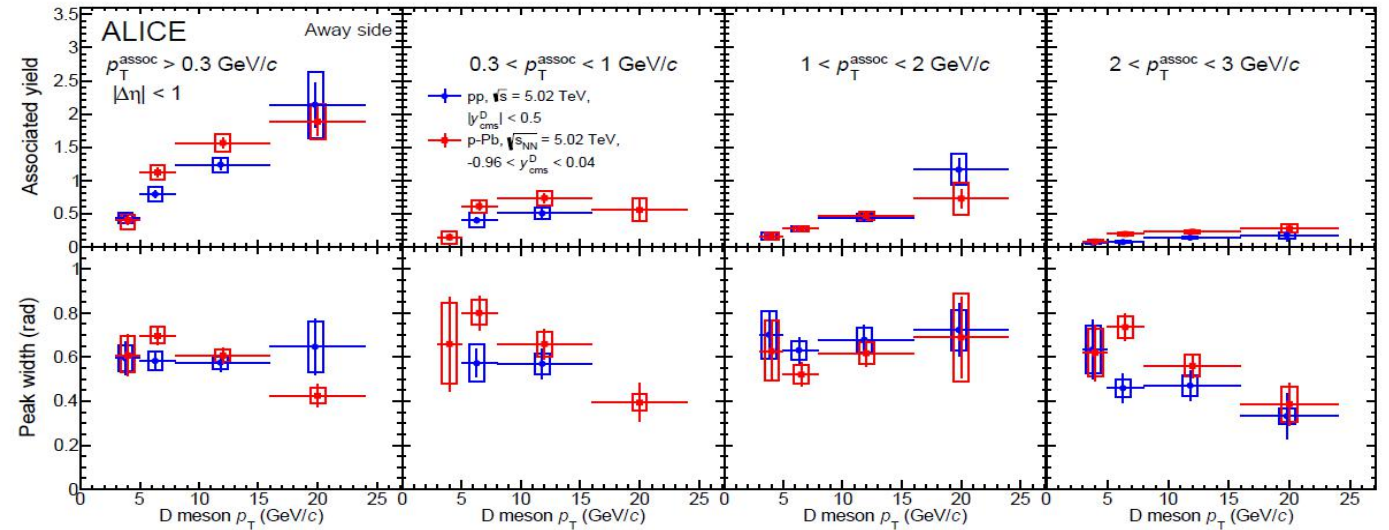 ALICE
Away side
p_T^assoc > 0.3 GeV/c
|Δη| < 1
0.3 < p_T^assoc < 1 GeV/c
pp, √s = 5.02 TeV,
|y_cms^D| < 0.5
p-Pb, √s_NN = 5.02 TeV,
-0.96 < y_cms^D < 0.04
1 < p_T^assoc < 2 GeV/c
2 < p_T^assoc < 3 GeV/c
Associated yield
3.5
3
2.5
2
1.5
1
0.5
0
Peak width (rad)
1
0.8
0.6
0.4
0.2
0
0 5 10 15 20 25
0 5 10 15 20 25
0 5 10 15 20 25
0 5 10 15 20 25
D meson p_T (GeV/c)
D meson p_T (GeV/c)
D meson p_T (GeV/c)
D meson p_T (GeV/c)